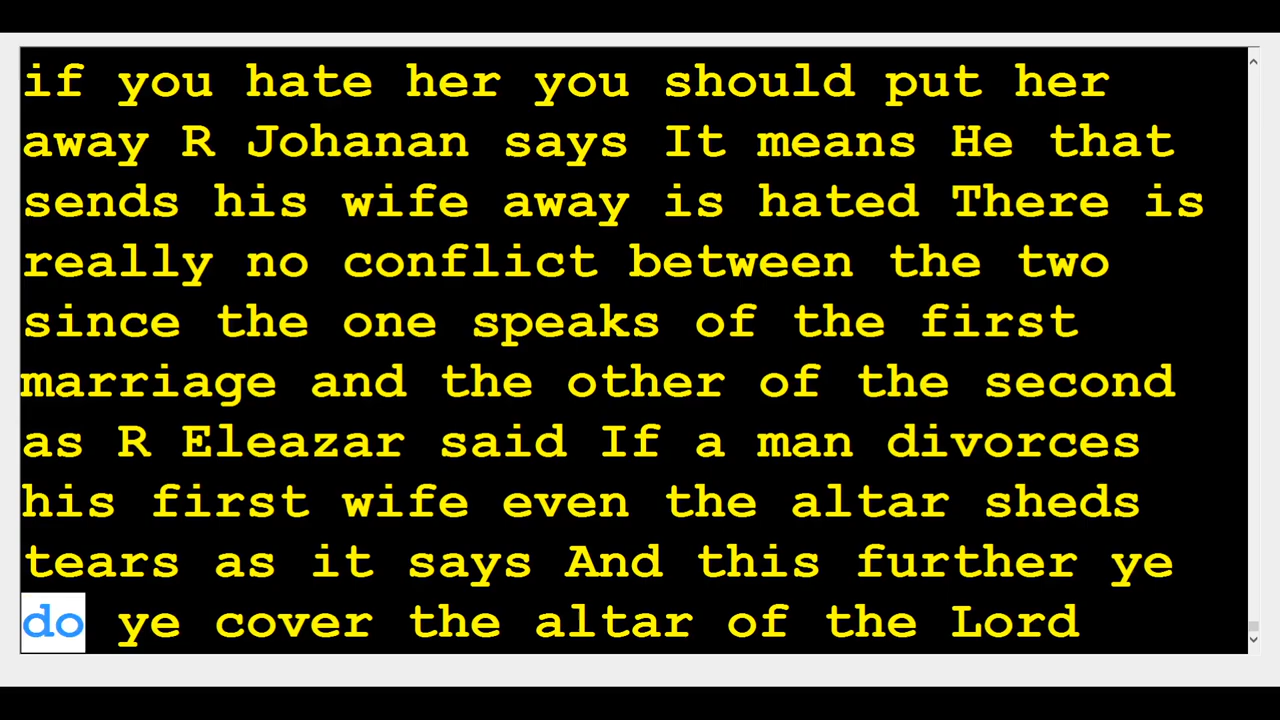 if you hate her you should put her
away R Johanan says It means He that
sends his wife away is hated There is
really no conflict between the two
since the one speaks of the first
marriage and the other of the second
as R Eleazar said If a man divorces
his first wife even the altar sheds
tears as it says And this further ye
do ye cover the altar of the Lord